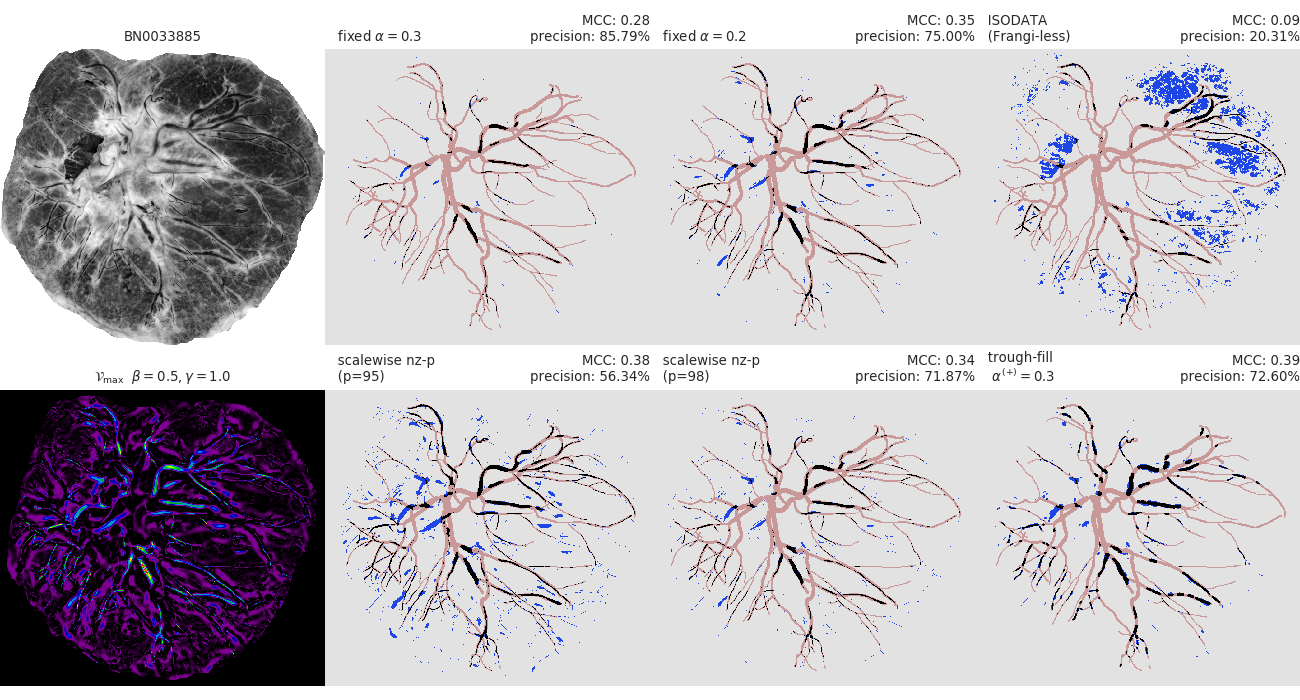 BN0033885
fixed α = 0.3
MCC: 0.28
precision: 85.79%
fixed α = 0.2
MCC: 0.35
precision: 75.00%
ISODATA
(Frangi-less)
MCC: 0.09
precision: 20.31%
𝒱max β = 0.5, γ = 1.0
scalewise nz-p
(p=95)
MCC: 0.38
precision: 56.34%
scalewise nz-p
(p=98)
MCC: 0.34
precision: 71.87%
trough-fill
α(+) = 0.3
MCC: 0.39
precision: 72.60%